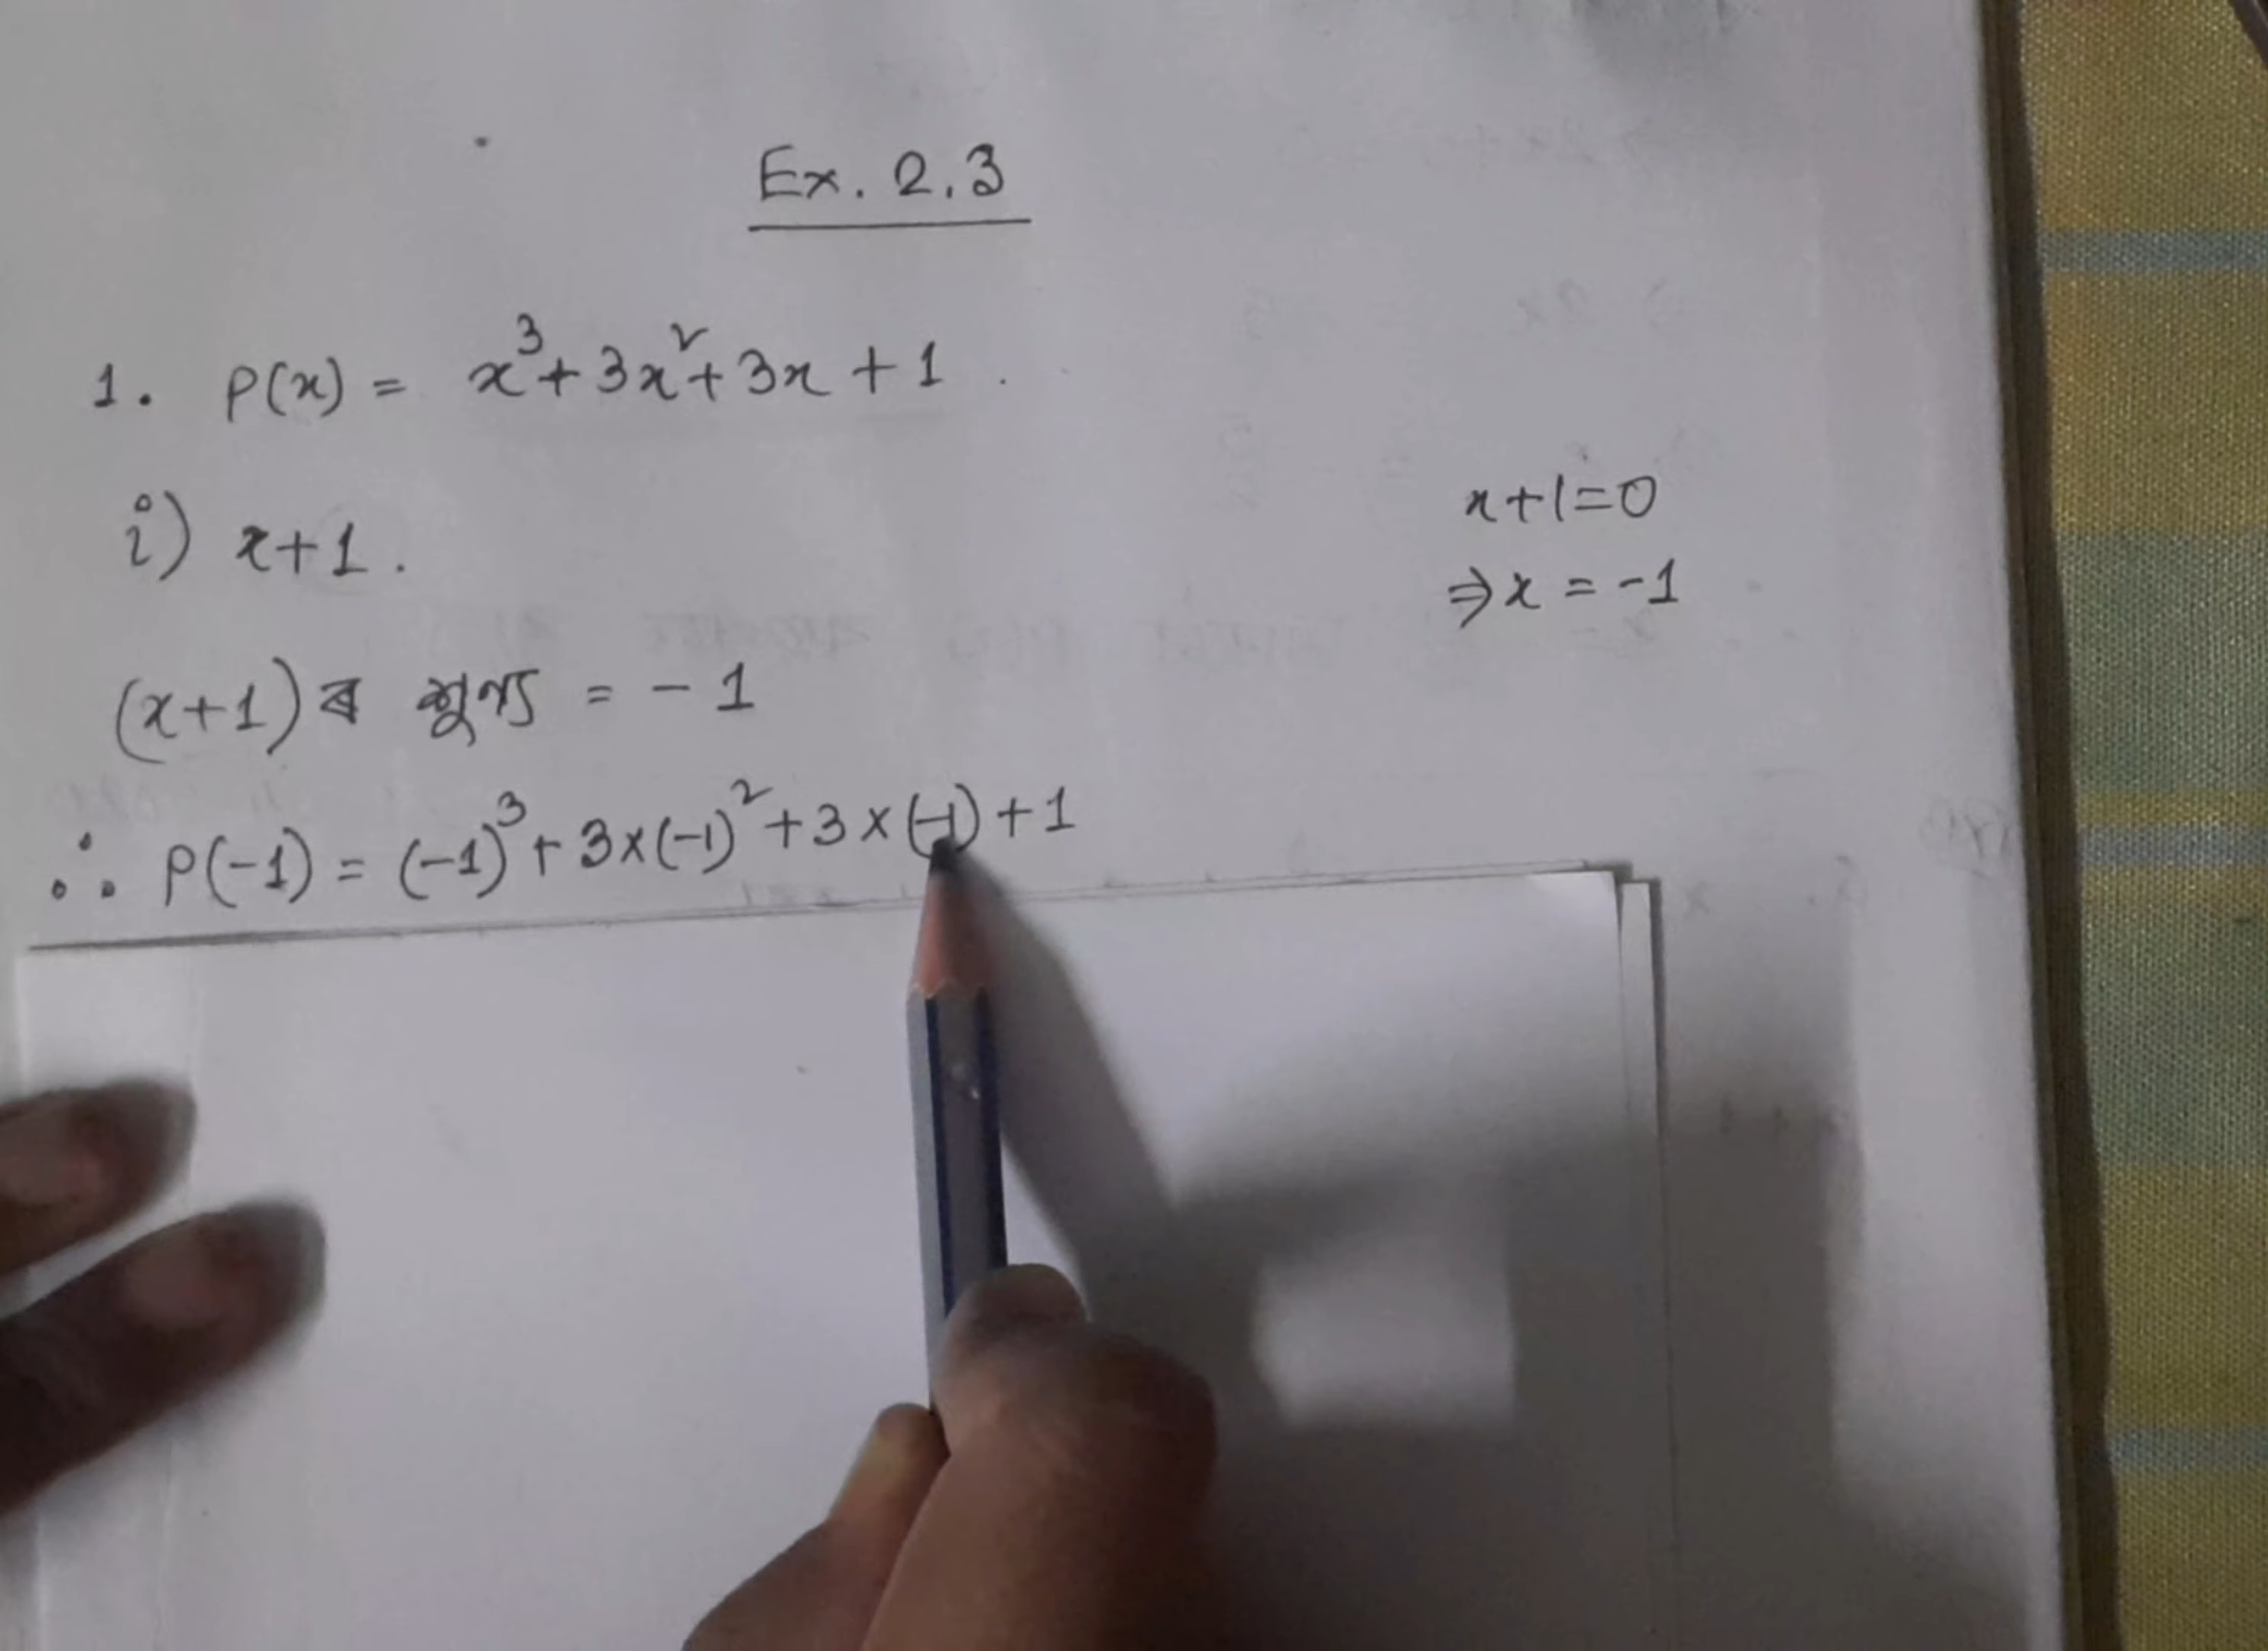 Ex. 2.3
1. P(x) = x³ + 3x² + 3x + 1 .
i) x+1 .
x+1=0
⇒ x = -1
(x+1)ৰ শূন্য = - 1
∴ P(-1) = (-1)³ + 3×(-1)² + 3×(-1) + 1